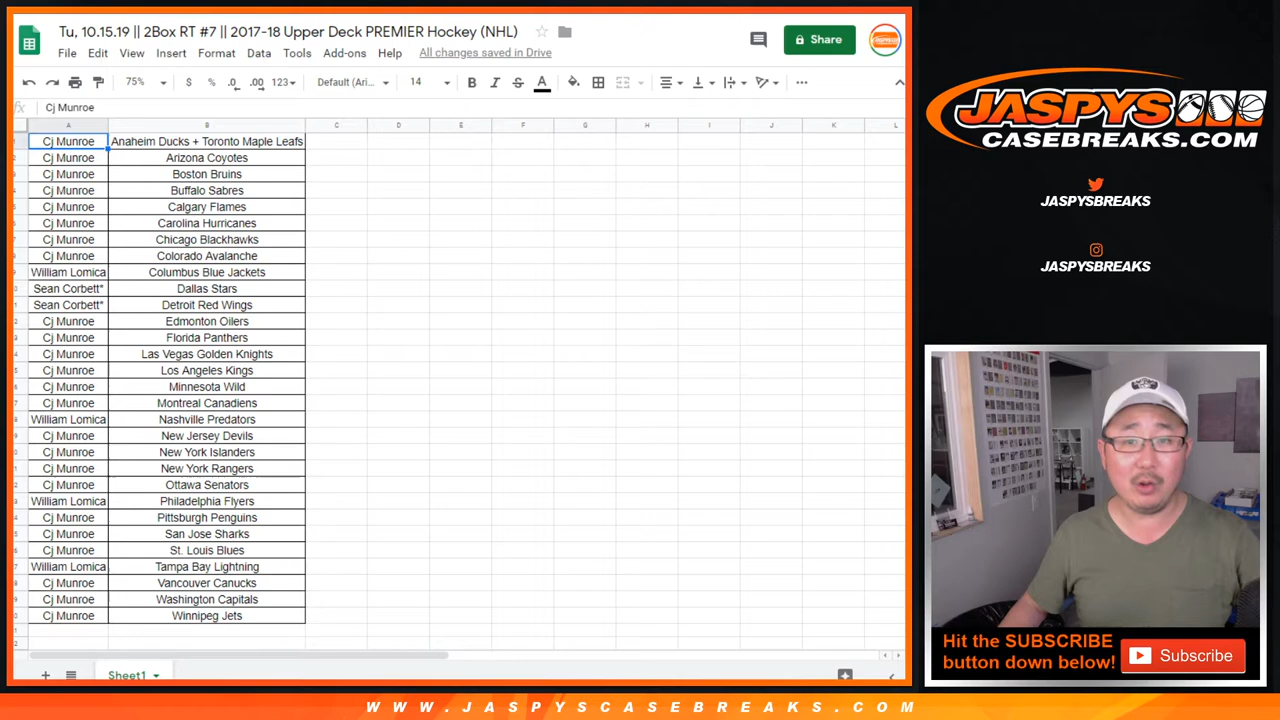 Tu, 10.15.19 || 2Box RT #7 || 2017-18 Upper Deck PREMIER Hockey (NHL)
File Edit View Insert Format Data Tools Add-ons Help All changes saved in Drive
Share
75% $ % .0 .00 123 Default (Ari... 14 B I S A
fx Cj Munroe
A B C D E F G H I J K L
Cj Munroe Anaheim Ducks + Toronto Maple Leafs
Cj Munroe Arizona Coyotes
Cj Munroe Boston Bruins
Cj Munroe Buffalo Sabres
Cj Munroe Calgary Flames
Cj Munroe Carolina Hurricanes
Cj Munroe Chicago Blackhawks
Cj Munroe Colorado Avalanche
William Lomica Columbus Blue Jackets
Sean Corbett* Dallas Stars
Sean Corbett* Detroit Red Wings
Cj Munroe Edmonton Oilers
Cj Munroe Florida Panthers
Cj Munroe Las Vegas Golden Knights
Cj Munroe Los Angeles Kings
Cj Munroe Minnesota Wild
Cj Munroe Montreal Canadiens
William Lomica Nashville Predators
Cj Munroe New Jersey Devils
Cj Munroe New York Islanders
Cj Munroe New York Rangers
Cj Munroe Ottawa Senators
William Lomica Philadelphia Flyers
Cj Munroe Pittsburgh Penguins
Cj Munroe San Jose Sharks
Cj Munroe St. Louis Blues
William Lomica Tampa Bay Lightning
Cj Munroe Vancouver Canucks
Cj Munroe Washington Capitals
Cj Munroe Winnipeg Jets
Sheet1
JASPYS
CASEBREAKS.COM
JASPYSBREAKS
JASPYSBREAKS
Hit the SUBSCRIBE
button down below!
Subscribe
WWW.JASPYSCASEBREAKS.COM